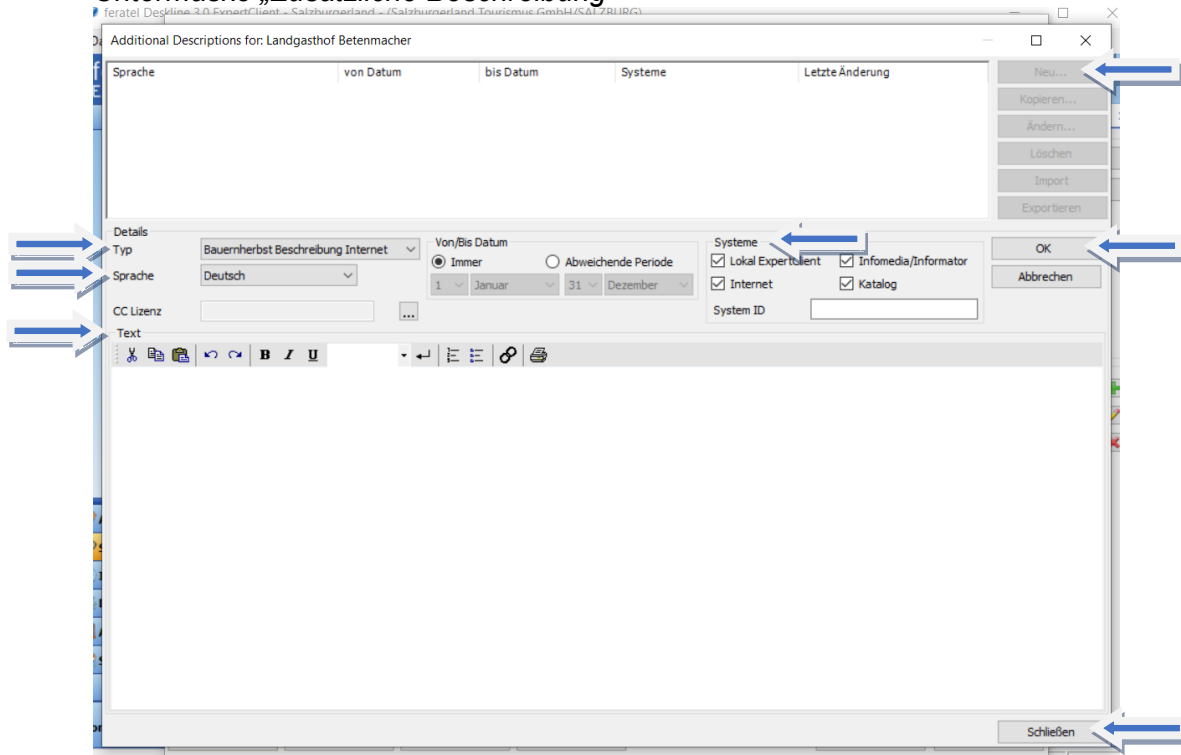 Untermaske „Zusätzliche Beschreibung“
feratel Deskline 3.0 ExpertClient - Salzburgerland - (Salzburgerland Tourismus GmbH/SALZBURG)
Additional Descriptions for: Landgasthof Betenmacher
Sprache von Datum bis Datum Systeme Letzte Änderung
Neu...
Kopieren...
Ändern...
Löschen
Import
Exportieren
Details
Typ Bauernherbst Beschreibung Internet
Sprache Deutsch
CC Lizenz ...
Von/Bis Datum
Immer Abweichende Periode
1 Januar 31 Dezember
Systeme
Lokal Expertclient Infomedia/Informator
Internet Katalog
System ID
OK
Abbrechen
Text
B I U
Schließen